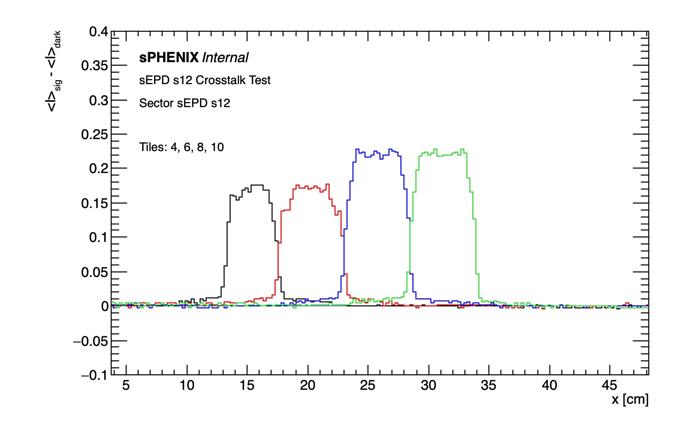 <I>sig - <I>dark
0.4
0.35
0.3
0.25
0.2
0.15
0.1
0.05
0
−0.05
−0.1
sPHENIX Internal
sEPD s12 Crosstalk Test
Sector sEPD s12
Tiles: 4, 6, 8, 10
5 10 15 20 25 30 35 40 45
x [cm]